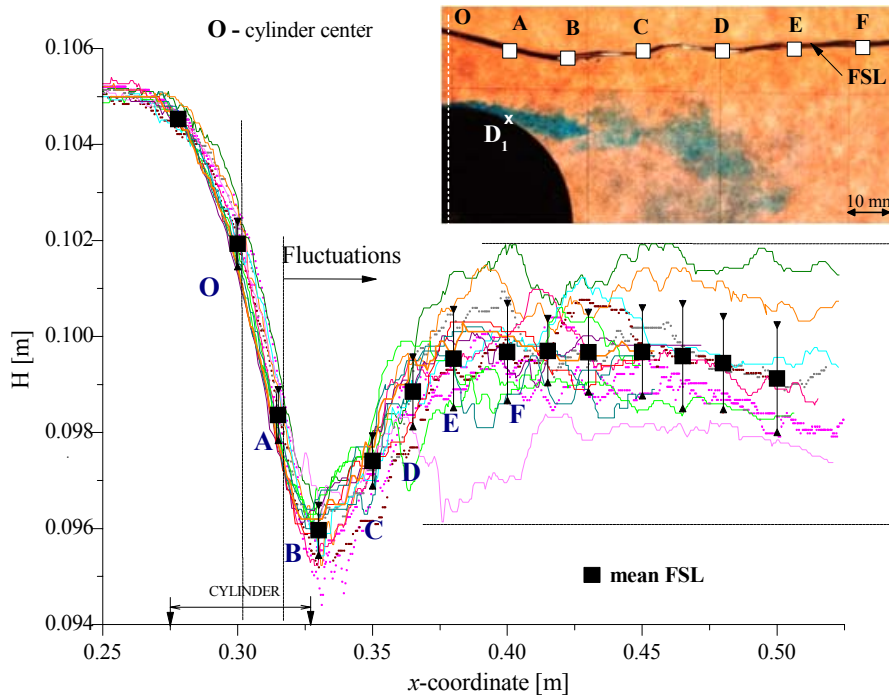 O - cylinder center
O
A
B
C
D
E
F
FSL
D1
10 mm
0.106
0.104
0.102
0.100
0.098
0.096
0.094
H [m]
Fluctuations
O
A
B
C
D
E
F
CYLINDER
mean FSL
0.25
0.30
0.35
0.40
0.45
0.50
x-coordinate [m]